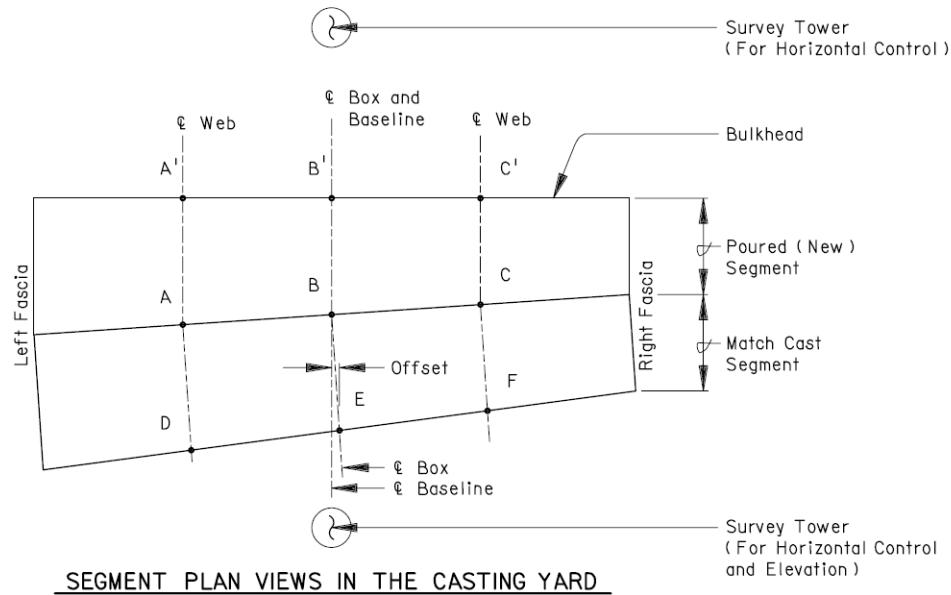 Survey Tower
(For Horizontal Control)
℄ Box and
Baseline
℄ Web
℄ Web
Bulkhead
A'
B'
C'
Poured (New)
Segment
Left Fascia
Right Fascia
A
B
C
Match Cast
Segment
Offset
D
E
F
℄ Box
℄ Baseline
Survey Tower
(For Horizontal Control
and Elevation)
SEGMENT PLAN VIEWS IN THE CASTING YARD